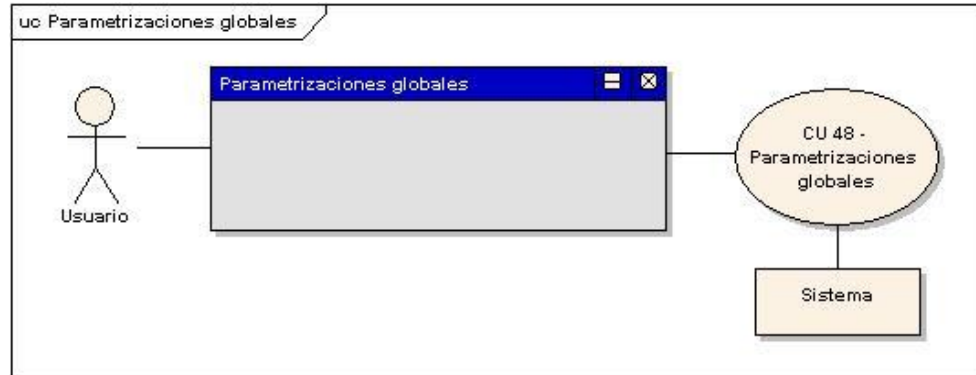 uc Parametrizaciones globales
Parametrizaciones globales
Usuario
CU 48 -
Parametrizaciones
globales
Sistema